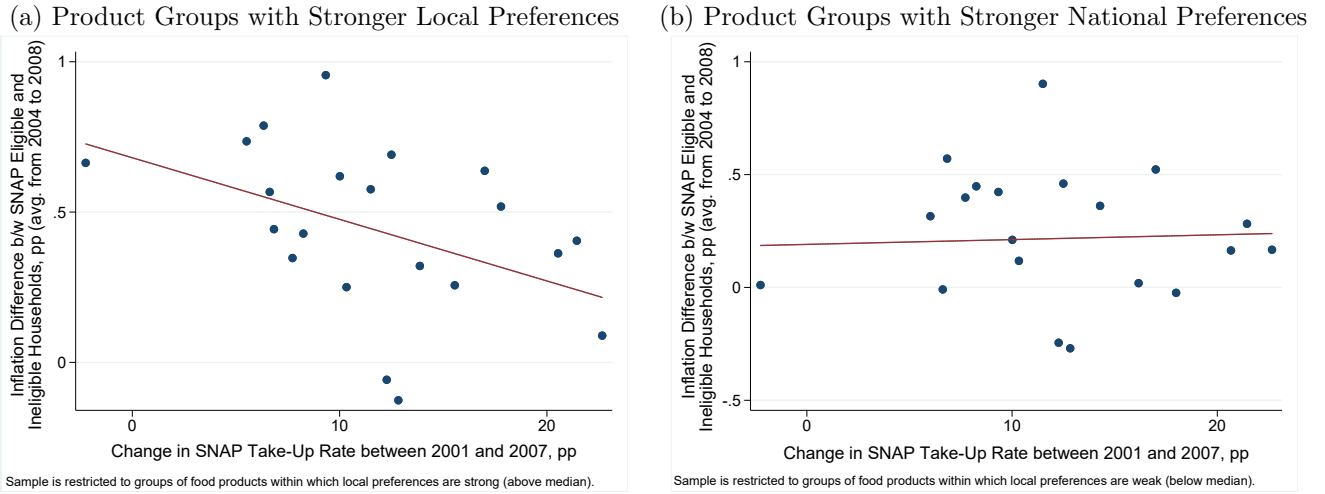 (a) Product Groups with Stronger Local Preferences
Inflation Difference b/w SNAP Eligible and
Ineligible Households, pp (avg. from 2004 to 2008)
1
.5
0
0
10
20
Change in SNAP Take-Up Rate between 2001 and 2007, pp
Sample is restricted to groups of food products within which local preferences are strong (above median).
(b) Product Groups with Stronger National Preferences
Inflation Difference b/w SNAP Eligible and
Ineligible Households, pp (avg. from 2004 to 2008)
1
.5
0
-.5
0
10
20
Change in SNAP Take-Up Rate between 2001 and 2007, pp
Sample is restricted to groups of food products within which local preferences are weak (below median).